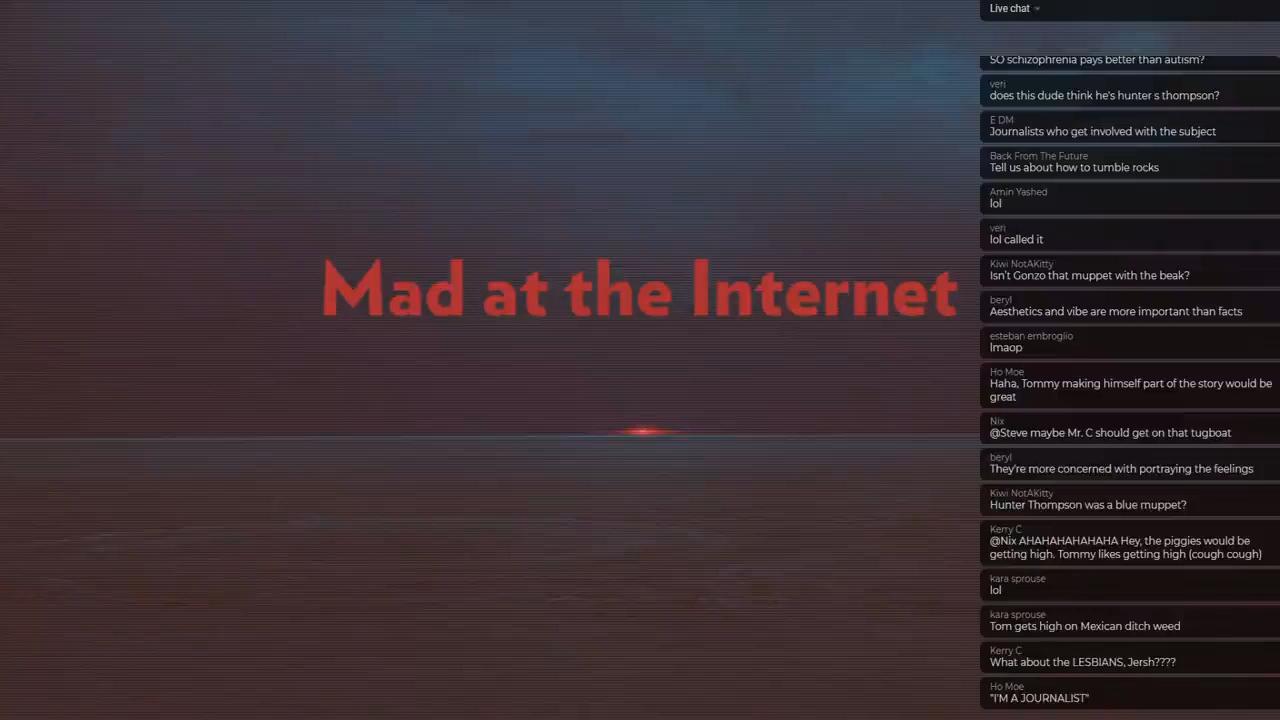 Live chat
SO schizophrenia pays better than autism?
veri
does this dude think he's hunter s thompson?
E DM
Journalists who get involved with the subject
Back From The Future
Tell us about how to tumble rocks
Amin Yashed
lol
veri
lol called it
Kiwi NotAKitty
Isn't Gonzo that muppet with the beak?
beryl
Aesthetics and vibe are more important than facts
esteban embroglio
lmaop
Ho Moe
Haha, Tommy making himself part of the story would be
great
Nix
@Steve maybe Mr. C should get on that tugboat
beryl
They're more concerned with portraying the feelings
Kiwi NotAKitty
Hunter Thompson was a blue muppet?
Kerry C
@Nix AHAHAHAHAHAHA Hey, the piggies would be
getting high. Tommy likes getting high (cough cough)
kara sprouse
lol
kara sprouse
Tom gets high on Mexican ditch weed
Kerry C
What about the LESBIANS, Jersh????
Ho Moe
"I'M A JOURNALIST"
Mad at the Internet